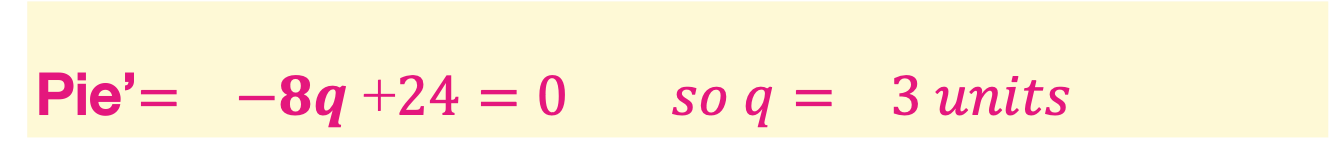 Pie’= −8q +24 = 0 so q = 3 units